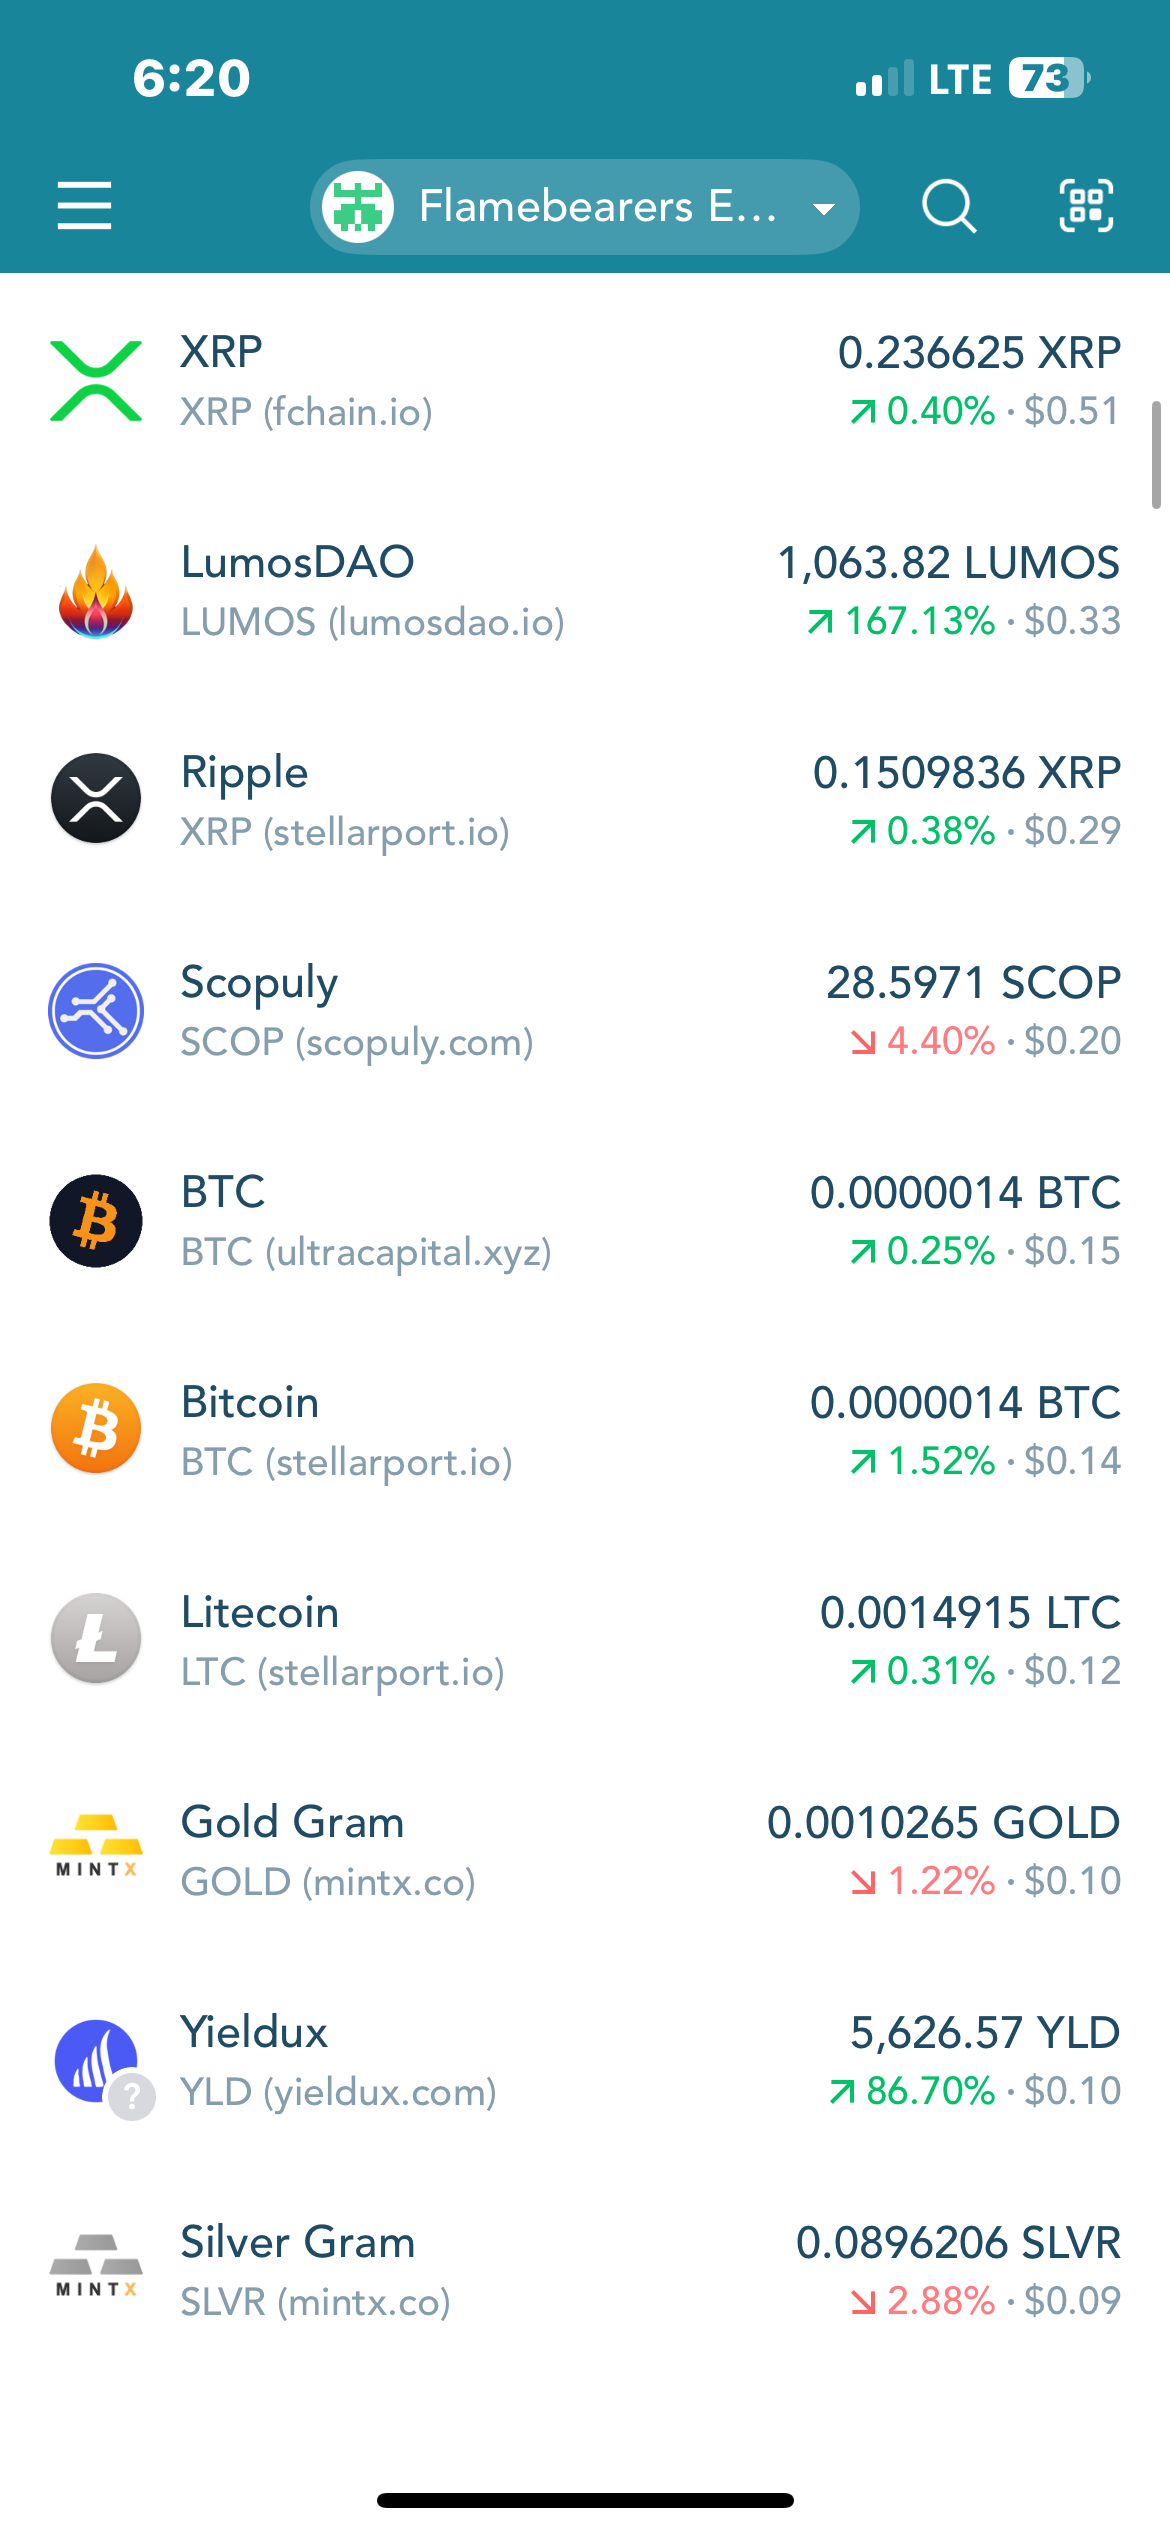 6:20
LTE 73
Flamebearers E...
XRP
0.236625 XRP
XRP (fchain.io)
0.40% · $0.51
LumosDAO
1,063.82 LUMOS
LUMOS (lumosdao.io)
167.13% · $0.33
Ripple
0.1509836 XRP
XRP (stellarport.io)
0.38% · $0.29
Scopuly
28.5971 SCOP
SCOP (scopuly.com)
4.40% · $0.20
BTC
0.0000014 BTC
BTC (ultracapital.xyz)
0.25% · $0.15
Bitcoin
0.0000014 BTC
BTC (stellarport.io)
1.52% · $0.14
Litecoin
0.0014915 LTC
LTC (stellarport.io)
0.31% · $0.12
MINTX
Gold Gram
0.0010265 GOLD
GOLD (mintx.co)
1.22% · $0.10
Yieldux
5,626.57 YLD
?
YLD (yieldux.com)
86.70% · $0.10
MINTX
Silver Gram
0.0896206 SLVR
SLVR (mintx.co)
2.88% · $0.09